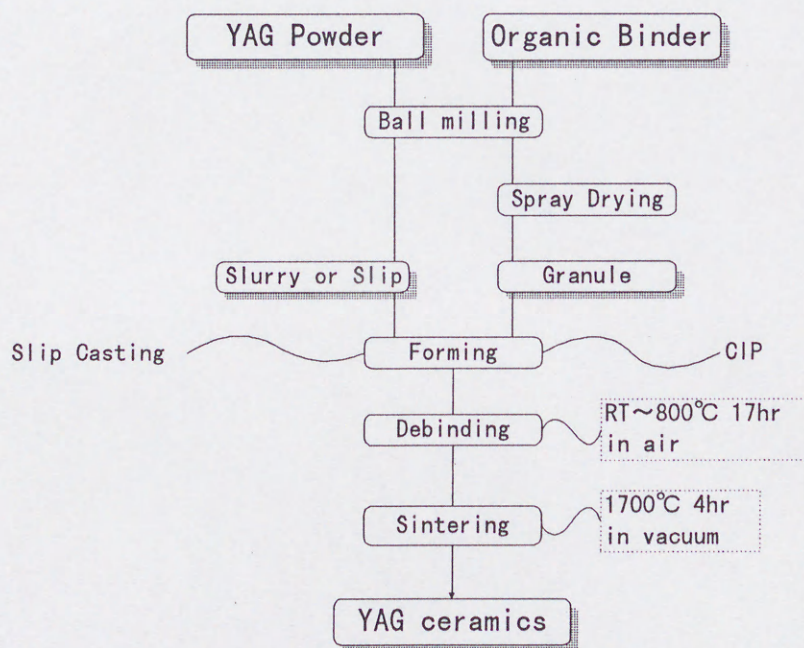 YAG Powder
Organic Binder
Ball milling
Spray Drying
Slurry or Slip
Granule
Slip Casting
Forming
CIP
Debinding
RT～800℃ 17hr
in air
Sintering
1700℃ 4hr
in vacuum
YAG ceramics